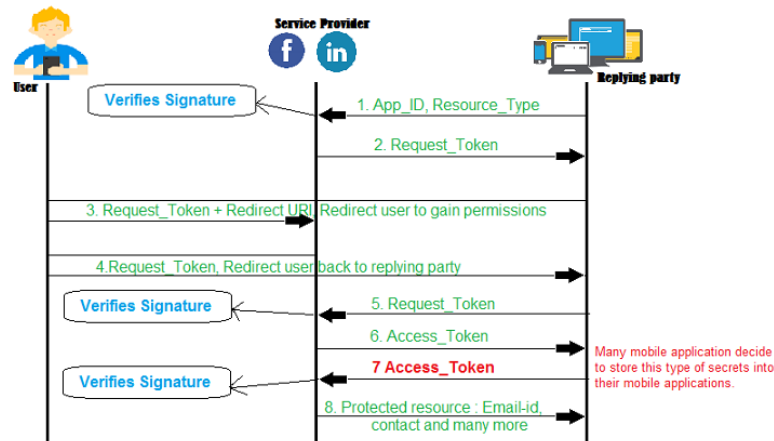 Service Provider
f in
User
Replying party
Verifies Signature
1. App_ID, Resource_Type
2. Request_Token
3. Request_Token + Redirect URI, Redirect user to gain permissions
4.Request_Token, Redirect user back to replying party
Verifies Signature
5. Request_Token
6. Access_Token
Many mobile application decide
to store this type of secrets into
their mobile applications.
7 Access_Token
Verifies Signature
8. Protected resource : Email-id,
contact and many more